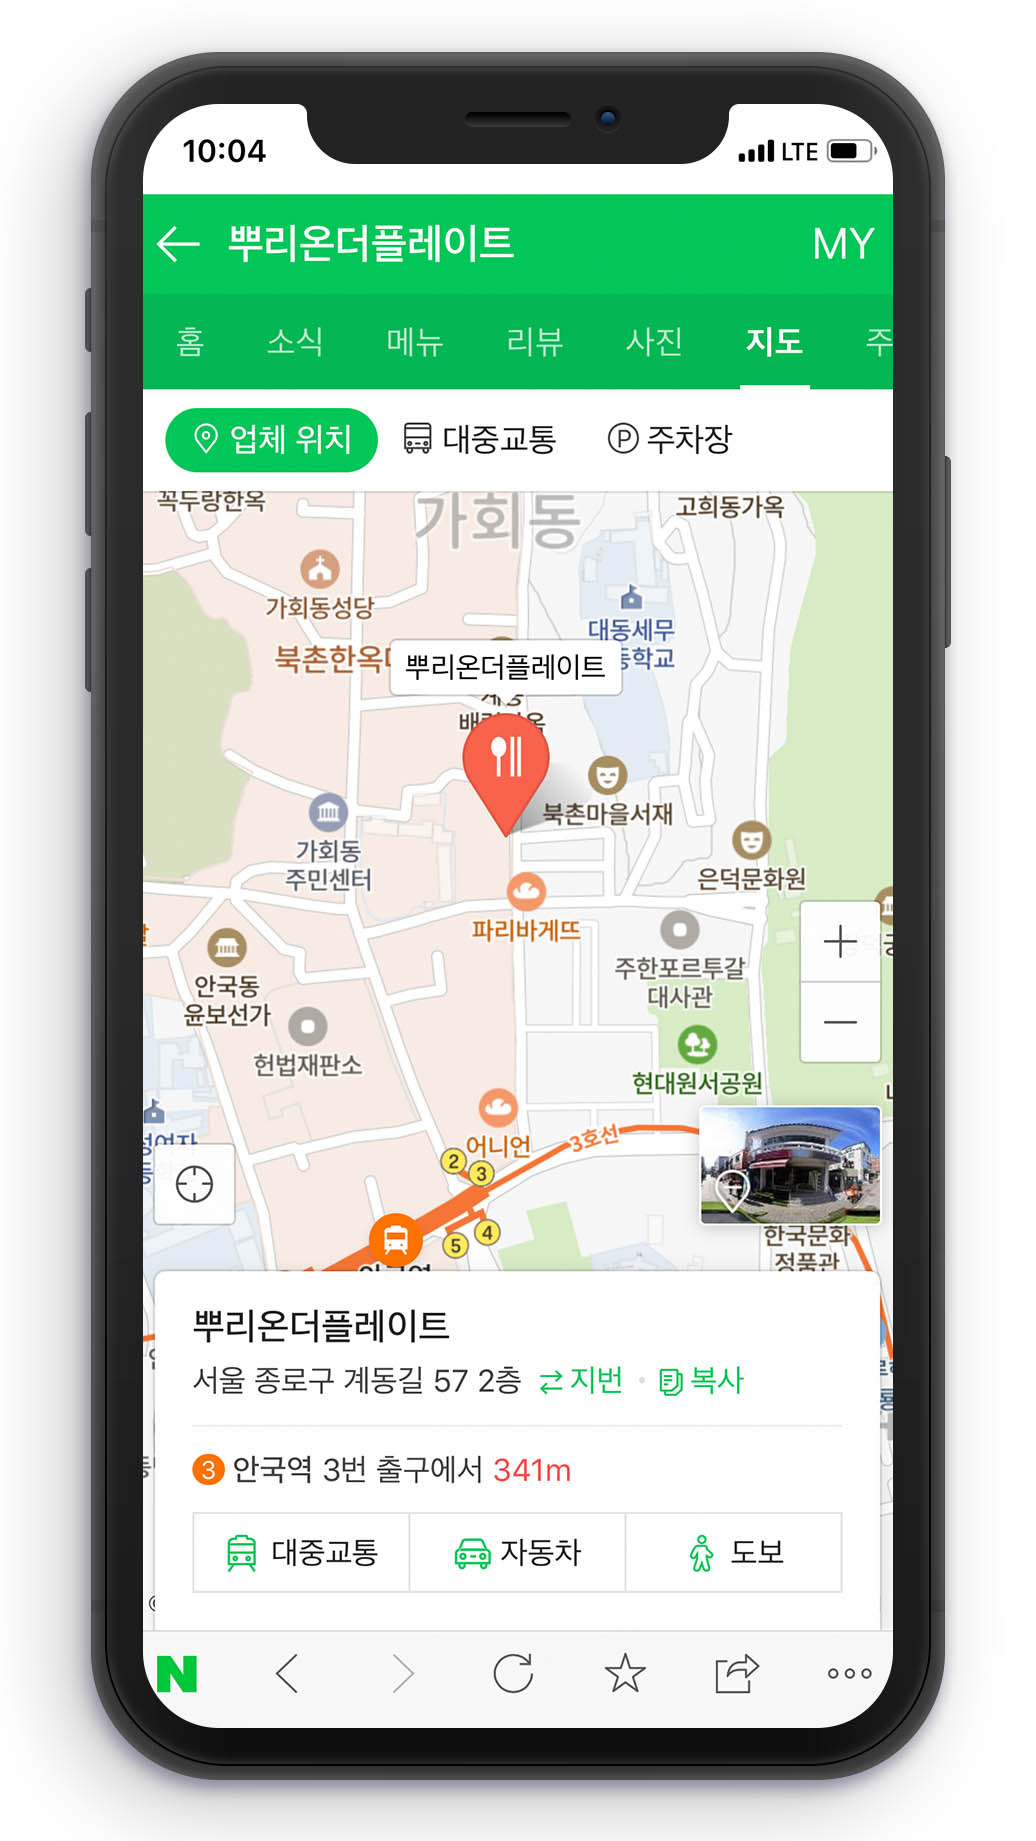 10:04
LTE
뿌리온더플레이트
MY
홈 소식 메뉴 리뷰 사진 지도 주
업체 위치
대중교통
P 주차장
꼭두랑한옥
가회동
고희동가옥
가회동성당
대동세무
등학교
북촌한옥
뿌리온더플레이트
북촌마을서재
가회동
주민센터
은덕문화원
파리바게뜨
안국동
윤보선가
주한포르투갈
대사관
헌법재판소
현대원서공원
어니언
3호선
2
3
4
5
한국문화
정품관
뿌리온더플레이트
서울 종로구 계동길 57 2층 지번 · 복사
3 안국역 3번 출구에서 341m
대중교통
자동차
도보
N